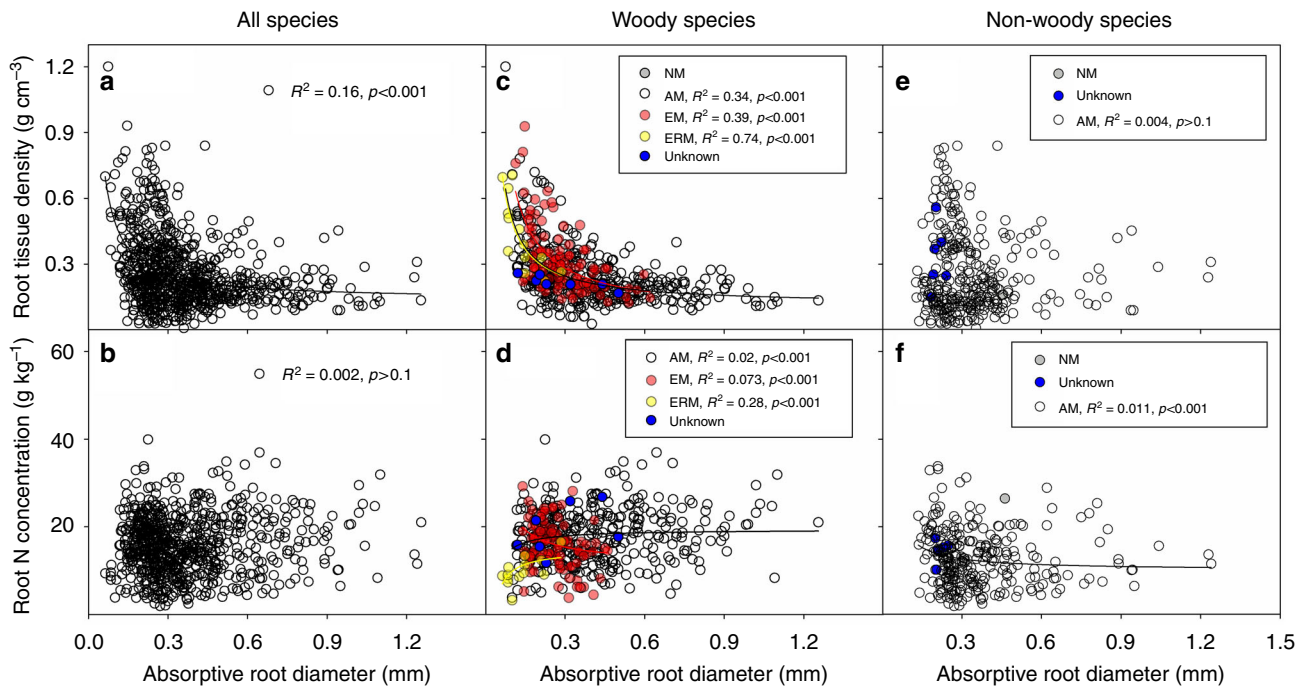 All species
Woody species
Non-woody species
Root tissue density (g cm⁻³)
1.2
0.9
0.6
0.3
a
R² = 0.16, p<0.001
c
NM
AM, R² = 0.34, p<0.001
EM, R² = 0.39, p<0.001
ERM, R² = 0.74, p<0.001
Unknown
e
NM
Unknown
AM, R² = 0.004, p>0.1
Root N concentration (g kg⁻¹)
60
40
20
b
R² = 0.002, p>0.1
d
AM, R² = 0.02, p<0.001
EM, R² = 0.073, p<0.001
ERM, R² = 0.28, p<0.001
Unknown
f
NM
Unknown
AM, R² = 0.011, p<0.001
0.0 0.3 0.6 0.9 1.2
0.3 0.6 0.9 1.2
0.3 0.6 0.9 1.2 1.5
Absorptive root diameter (mm)
Absorptive root diameter (mm)
Absorptive root diameter (mm)